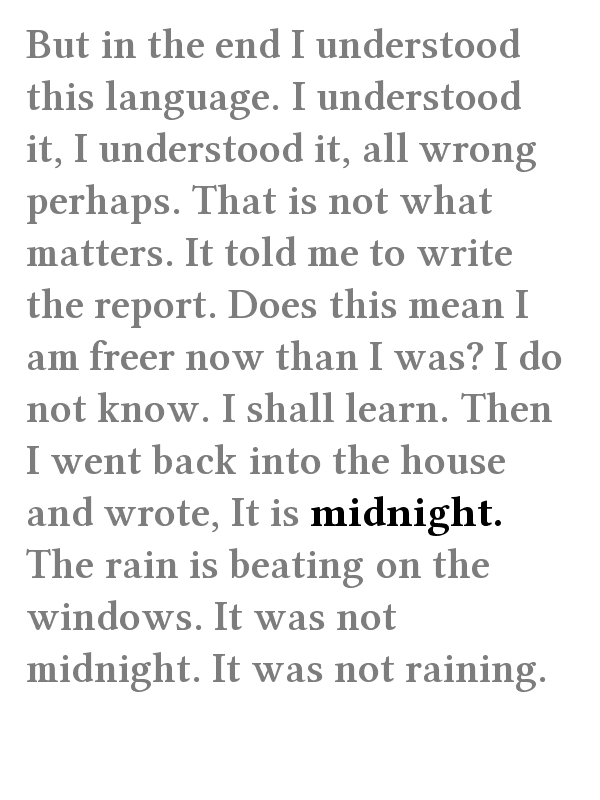 But in the end I understood
this language. I understood
it, I understood it, all wrong
perhaps. That is not what
matters. It told me to write
the report. Does this mean I
am freer now than I was? I do
not know. I shall learn. Then
I went back into the house
and wrote, It is midnight.
The rain is beating on the
windows. It was not
midnight. It was not raining.